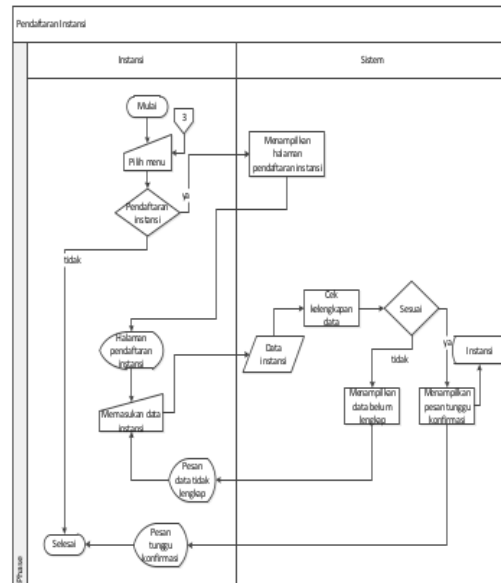 Pendaftaran Instansi
Instansi
Sistem
Mulai
3
Pilih menu
Menampilkan
halaman
pendaftaran instansi
Pendaftaran
instansi
ya
tidak
Halaman
pendaftaran
instansi
Memasukan data
instansi
Data
instansi
Cek
kelengkapan
data
Sesuai
ya
Instansi
tidak
Menampilkan
data belum
lengkap
Menampilkan
pesan tunggu
konfirmasi
Pesan
data tidak
lengkap
Selesai
Pesan
tunggu
konfirmasi
Phase